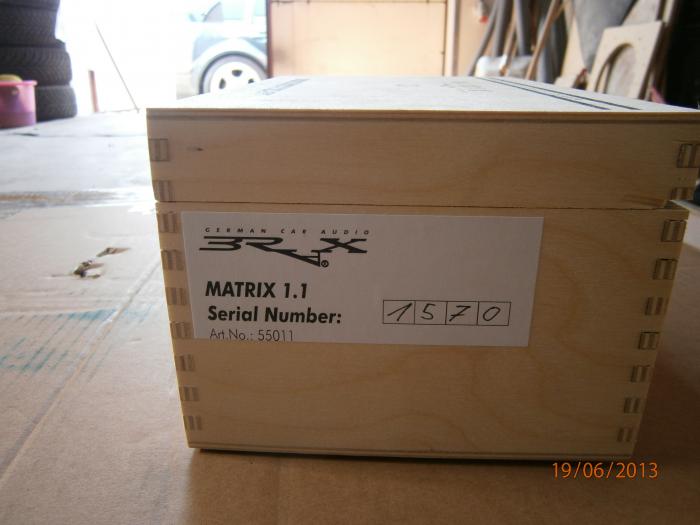 GERMAN CAR AUDIO
BRAX®
MATRIX 1.1
Serial Number: 1570
Art.No.: 55011
19/06/2013